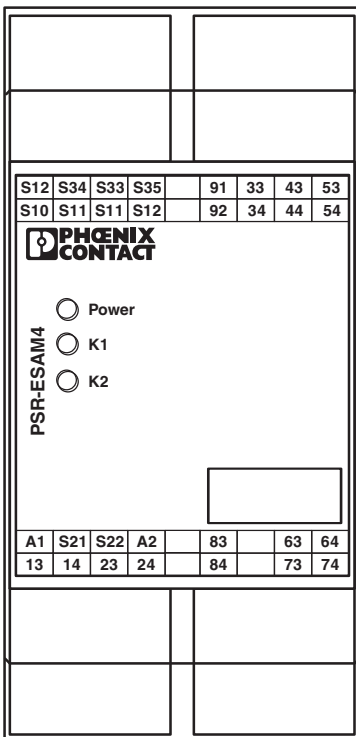 S12 S34 S33 S35 91 33 43 53
S10 S11 S11 S12 92 34 44 54
PHŒNIX
CONTACT
Power
K1
K2
PSR-ESAM4
A1 S21 S22 A2 83 63 64
13 14 23 24 84 73 74